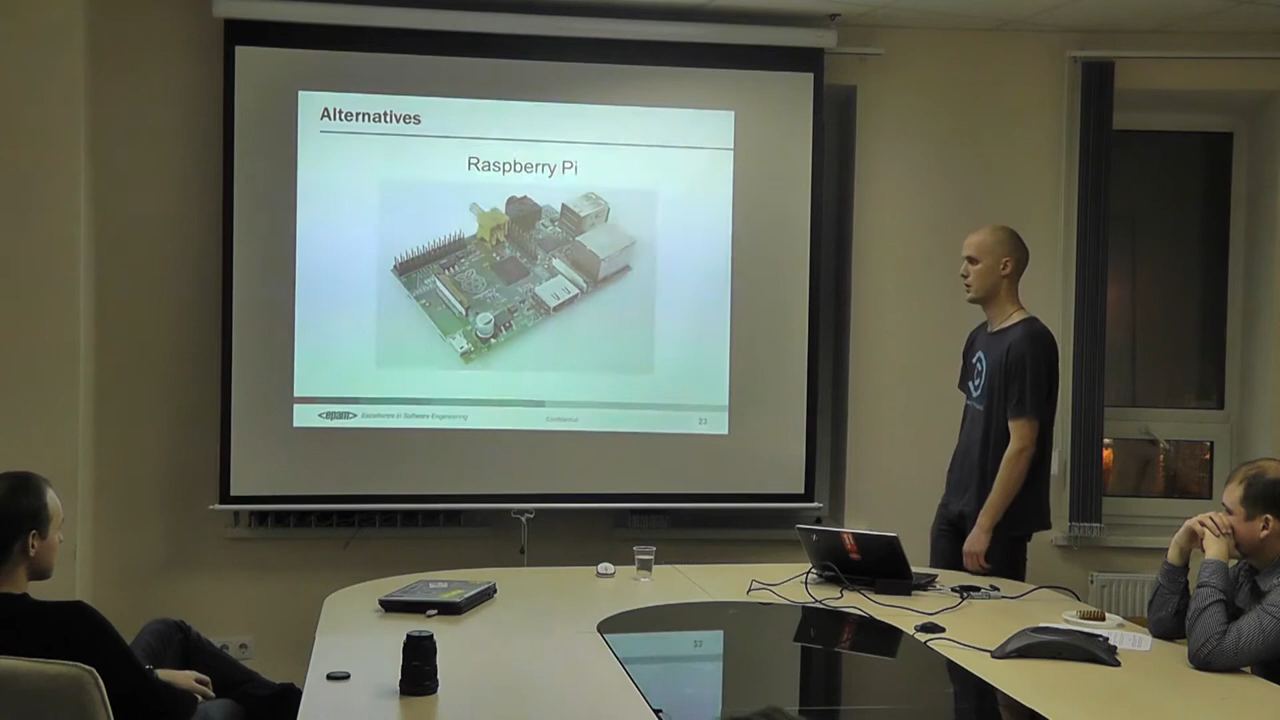 Alternatives
Raspberry Pi
<epam> Excellence in Software Engineering
Confidential
23